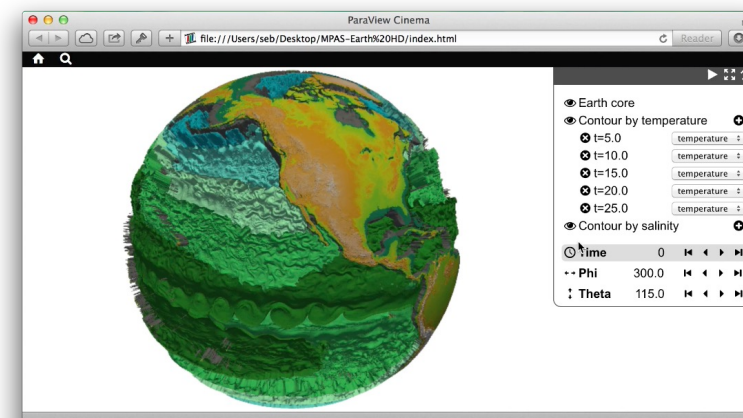 ParaView Cinema
file:///Users/seb/Desktop/MPAS-Earth%20HD/index.html
Reader
Earth core
Contour by temperature
t=5.0 temperature
t=10.0 temperature
t=15.0 temperature
t=20.0 temperature
t=25.0 temperature
Contour by salinity
Time 0
Phi 300.0
Theta 115.0